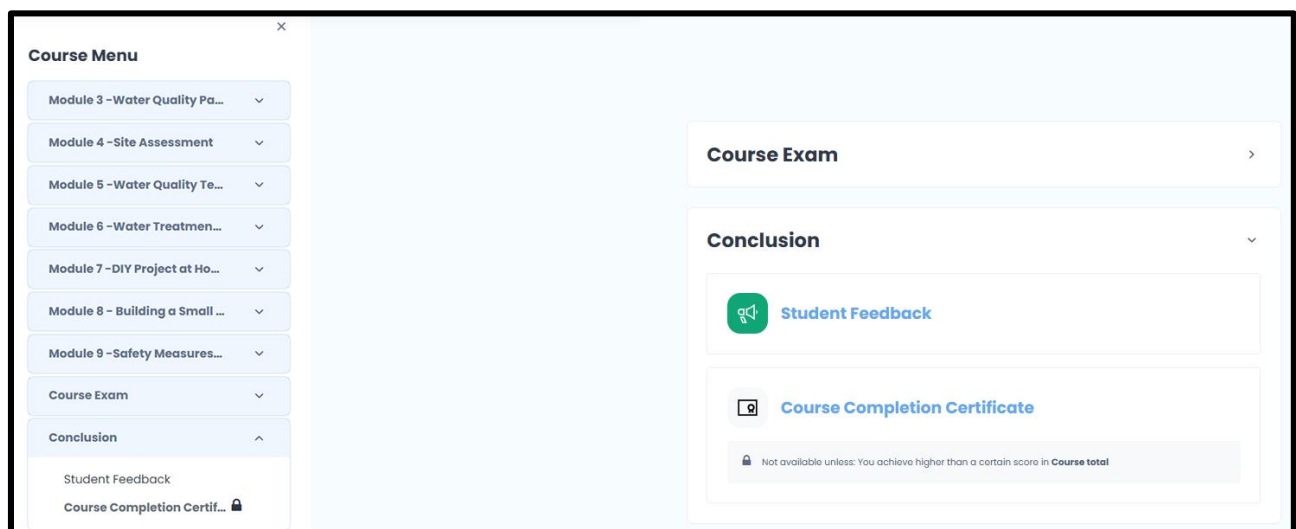 Course Menu
Module 3 -Water Quality Pa...
Module 4 -Site Assessment
Module 5 -Water Quality Te...
Module 6 -Water Treatmen...
Module 7 -DIY Project at Ho...
Module 8 - Building a Small ...
Module 9 -Safety Measures...
Course Exam
Conclusion
Student Feedback
Course Completion Certif...
Course Exam
Conclusion
Student Feedback
Course Completion Certificate
Not available unless: You achieve higher than a certain score in Course total